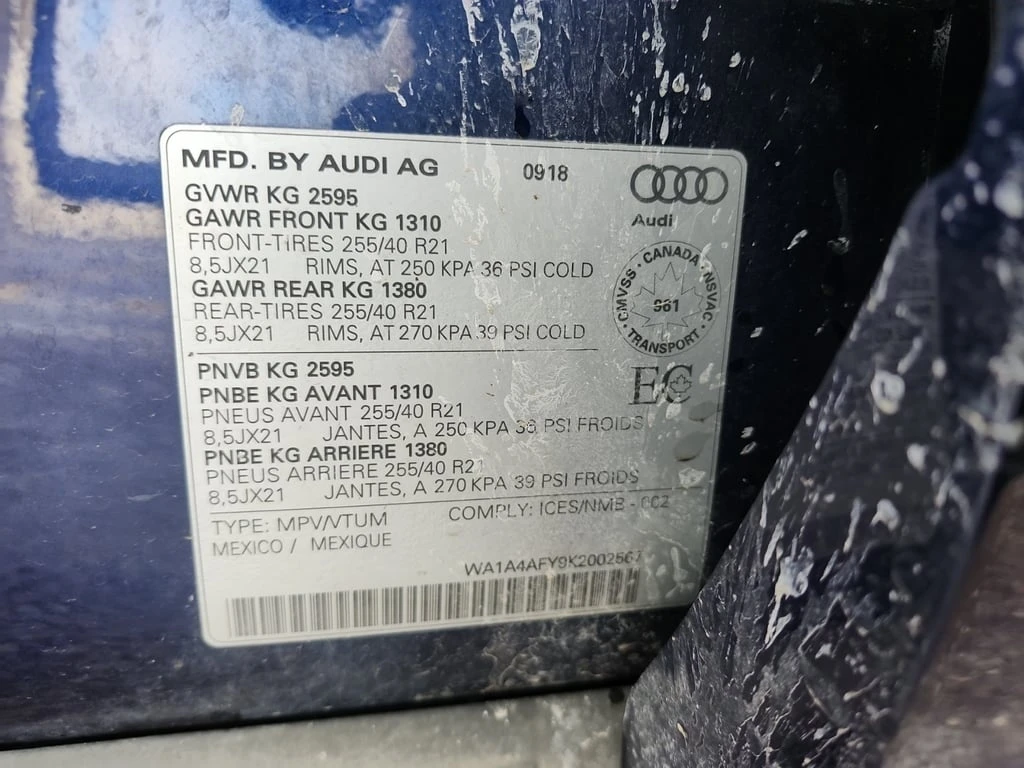 MFD. BY AUDI AG
0918
GVWR KG 2595
GAWR FRONT KG 1310
FRONT-TIRES 255/40 R21
8,5JX21 RIMS, AT 250 KPA 36 PSI COLD
GAWR REAR KG 1380
REAR-TIRES 255/40 R21
8,5JX21 RIMS, AT 270 KPA 39 PSI COLD
Audi
CMVSS · CANADA · NSVAC
· TRANSPORT ·
961
PNVB KG 2595
PNBE KG AVANT 1310
PNEUS AVANT 255/40 R21
8,5JX21 JANTES, A 250 KPA 36 PSI FROIDS
PNBE KG ARRIERE 1380
PNEUS ARRIERE 255/40 R21
8,5JX21 JANTES, A 270 KPA 39 PSI FROIDS
EC
TYPE: MPV/VTUM
COMPLY: ICES/NMB - 002
MEXICO / MEXIQUE
WA1A4AFY9K2002567